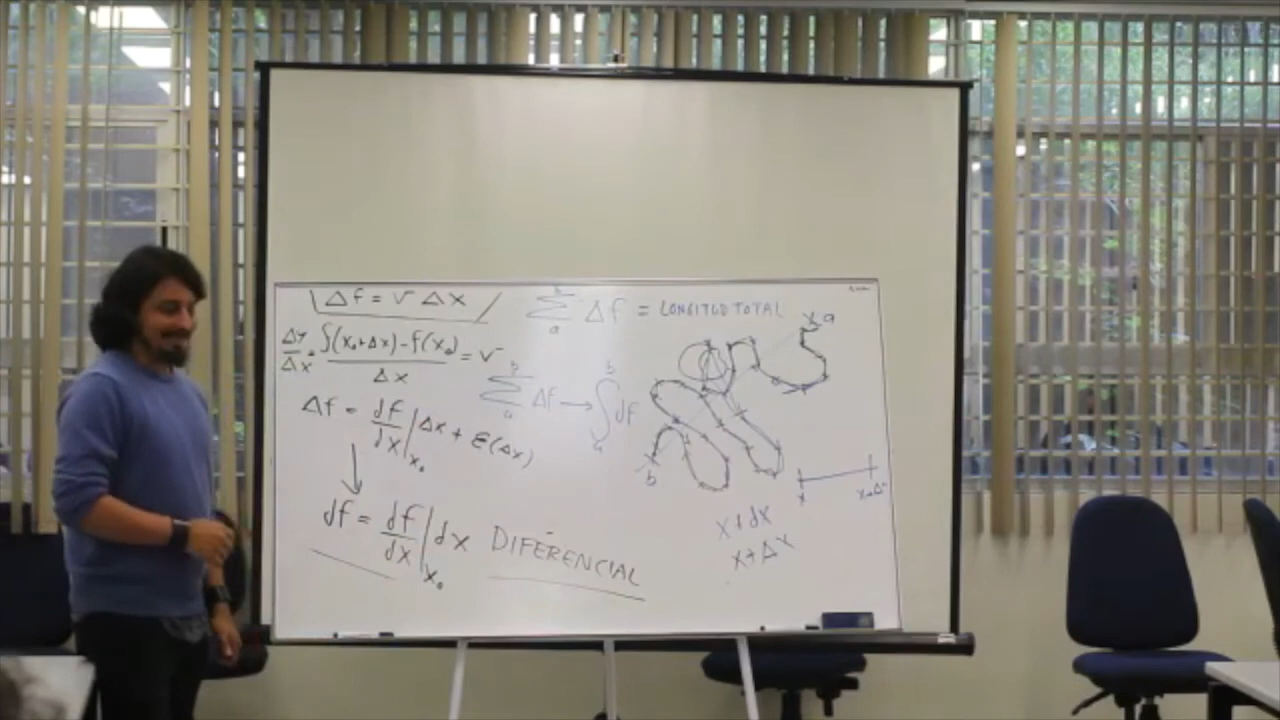 Δf = v Δx
Δy/Δx = f(x₀+Δx) - f(x₀) / Δx = v
Δf = df/dx |x₀ Δx + ε(Δx)
df = df/dx |x₀ dx DIFERENCIAL
b Σ a Δf = LONGITUD TOTAL
b Σ a Δf → b ∫ a df
a
b
x x+Δx
x+dx
x+Δx